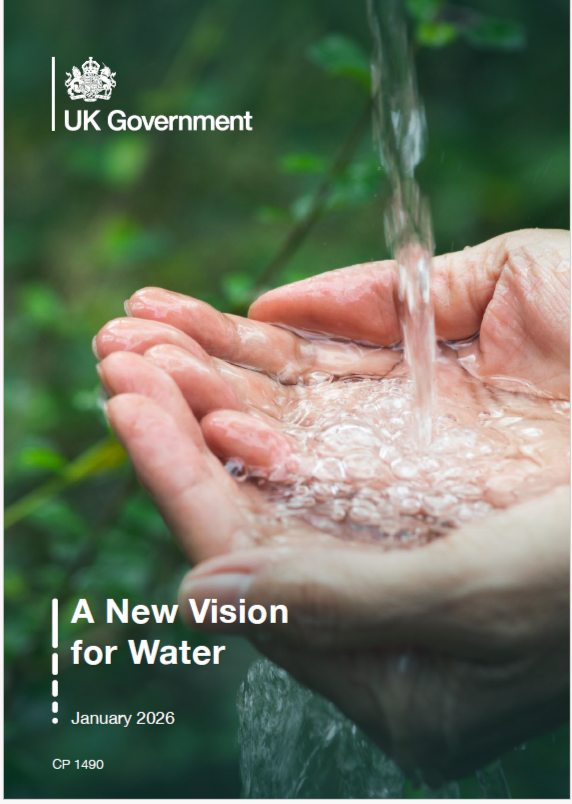 UK Government
A New Vision
for Water
January 2026
CP 1490